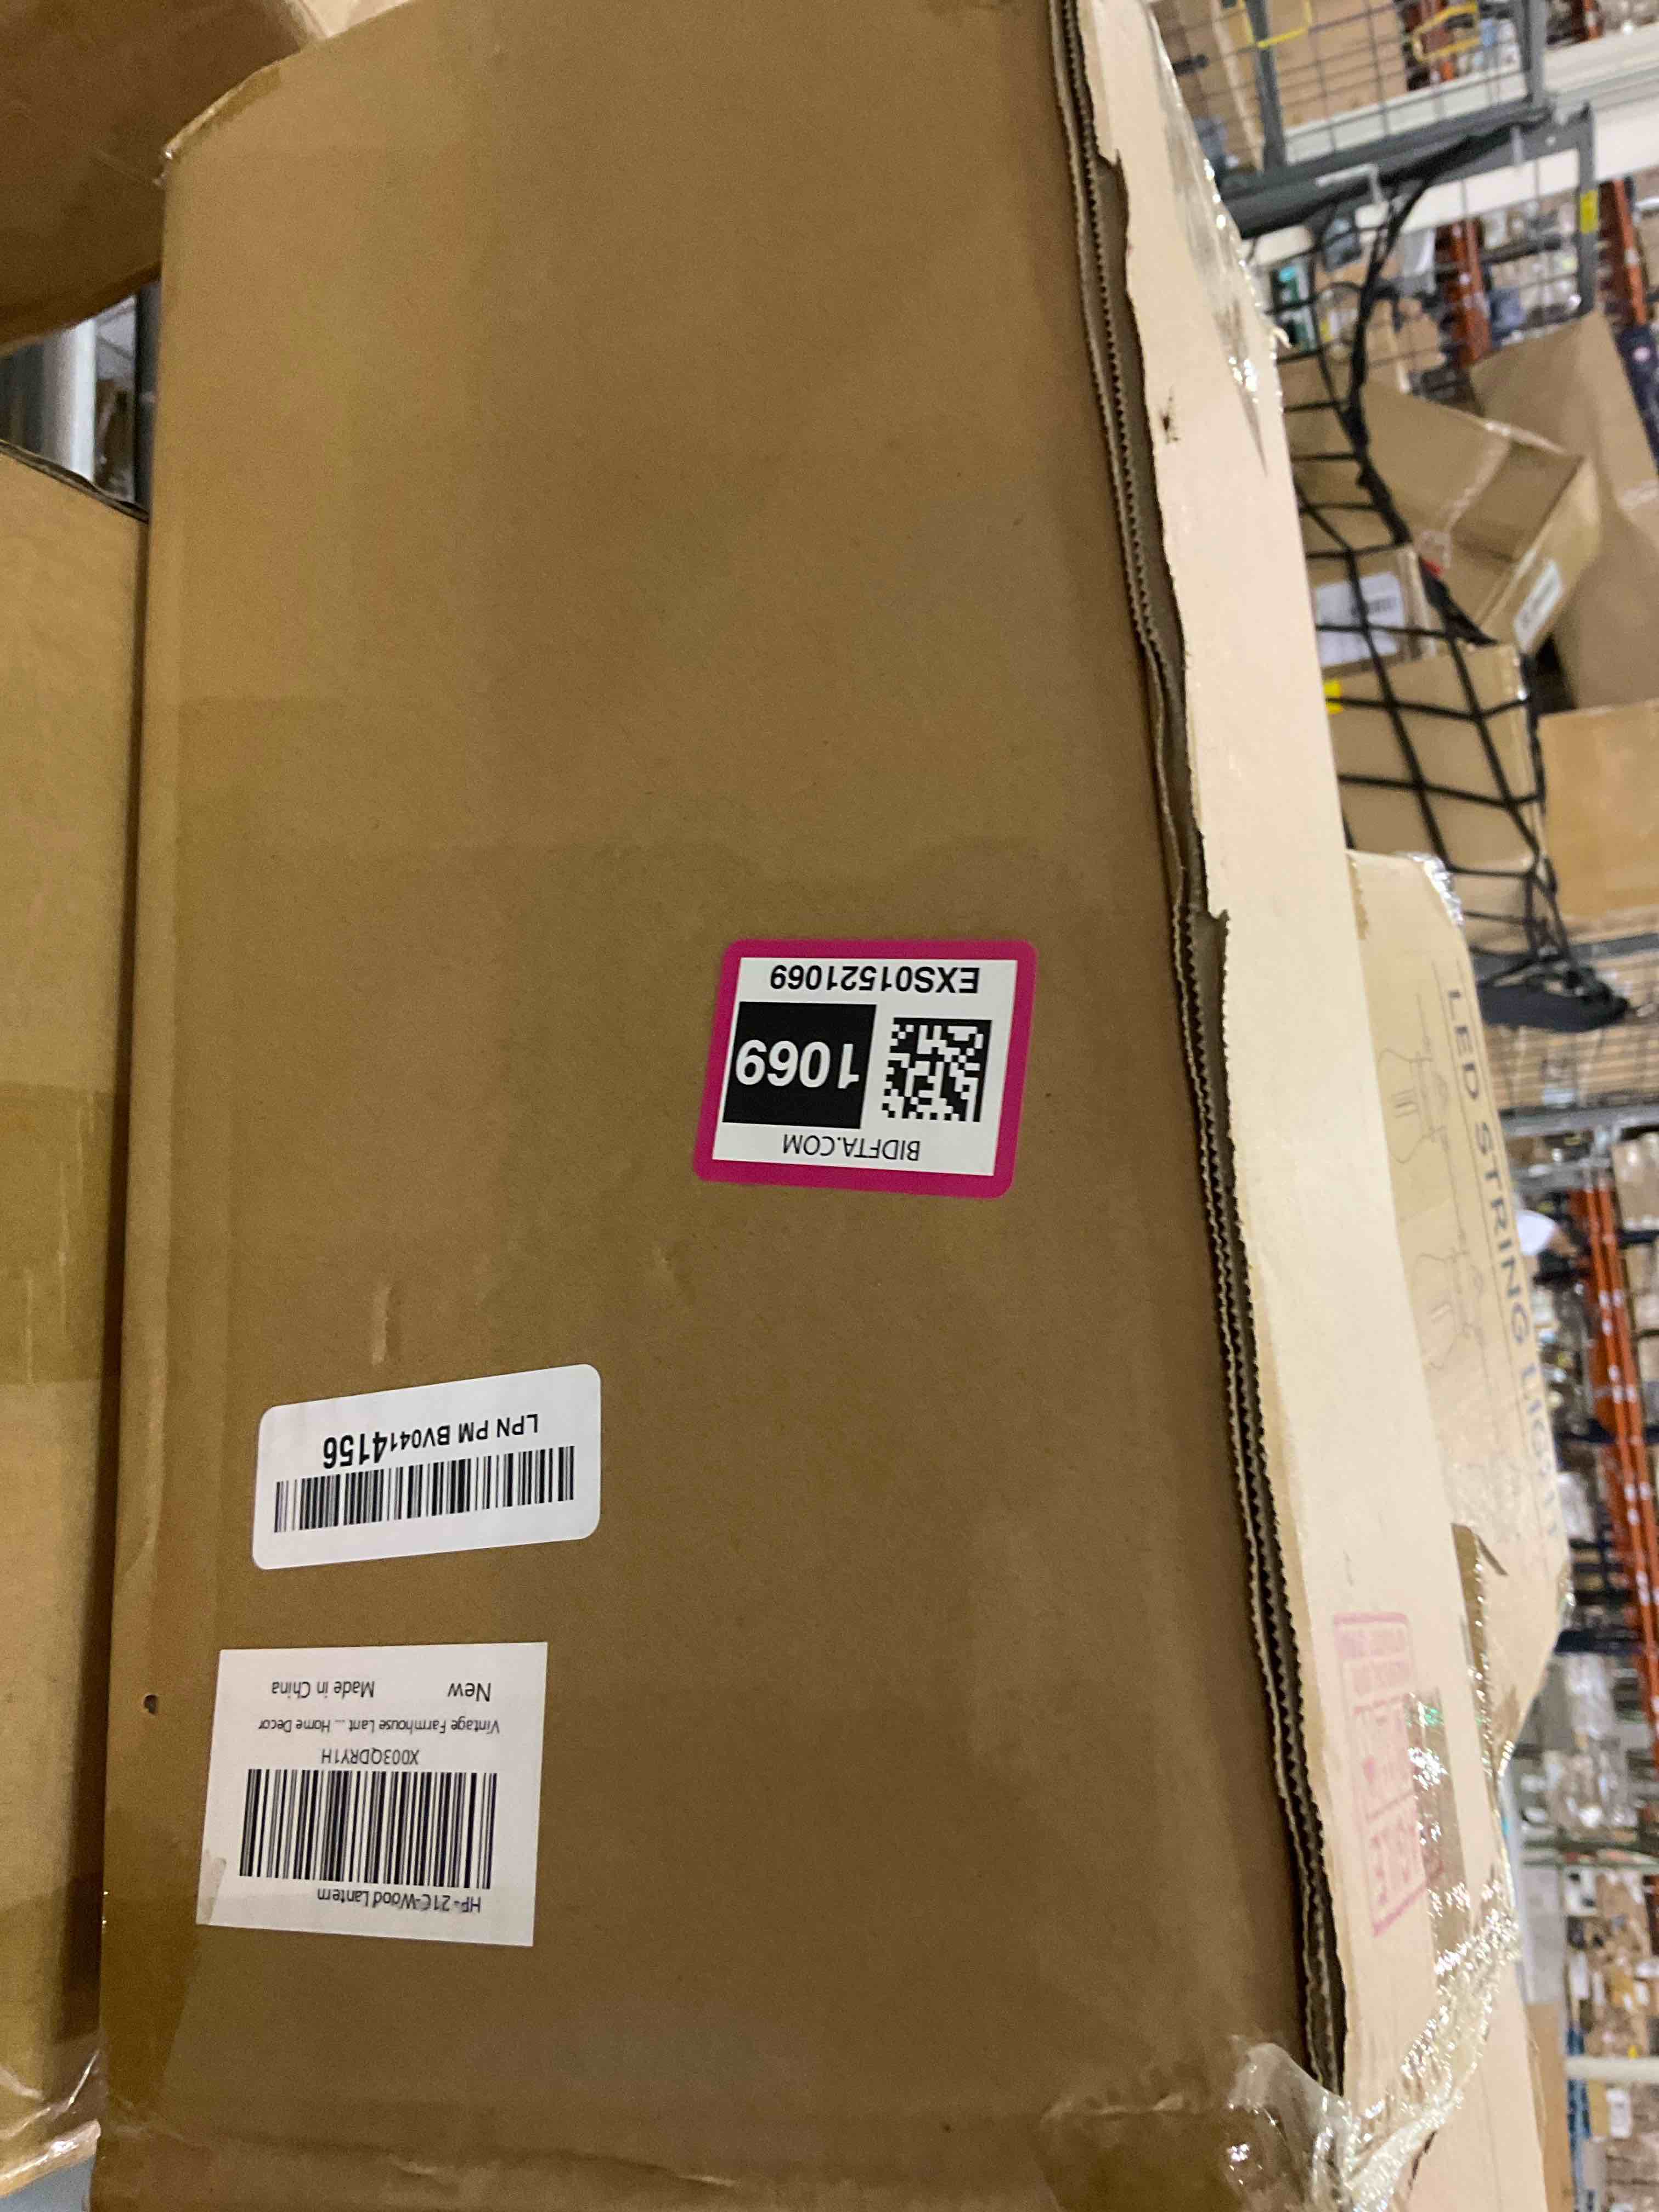 HP-21C-Wood Lantern
X003QDRY1H
Vintage Farmhouse Lant ... Home Decor
New Made in China
LPN PM BV0414156
BIDFTA.COM
1069
EXS01521069
LED STRING LIGHT